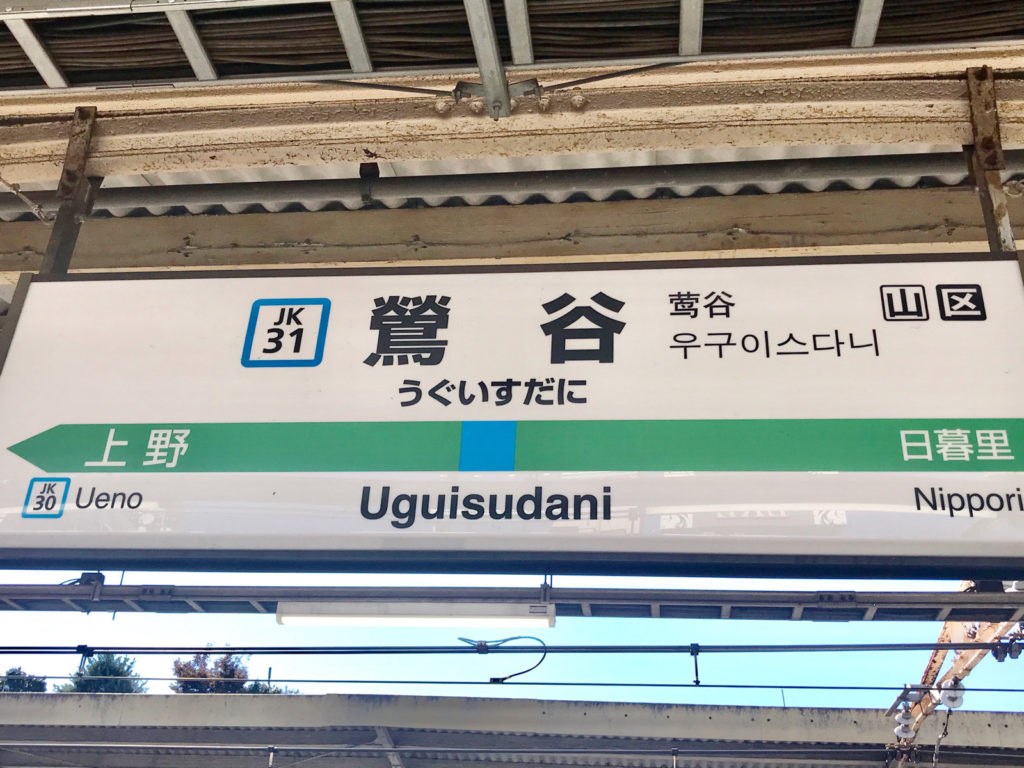 JK
31
鶯谷
莺谷
우구이스다니
山 区
うぐいすだに
上野
日暮里
JK
30
Ueno
Uguisudani
Nippori